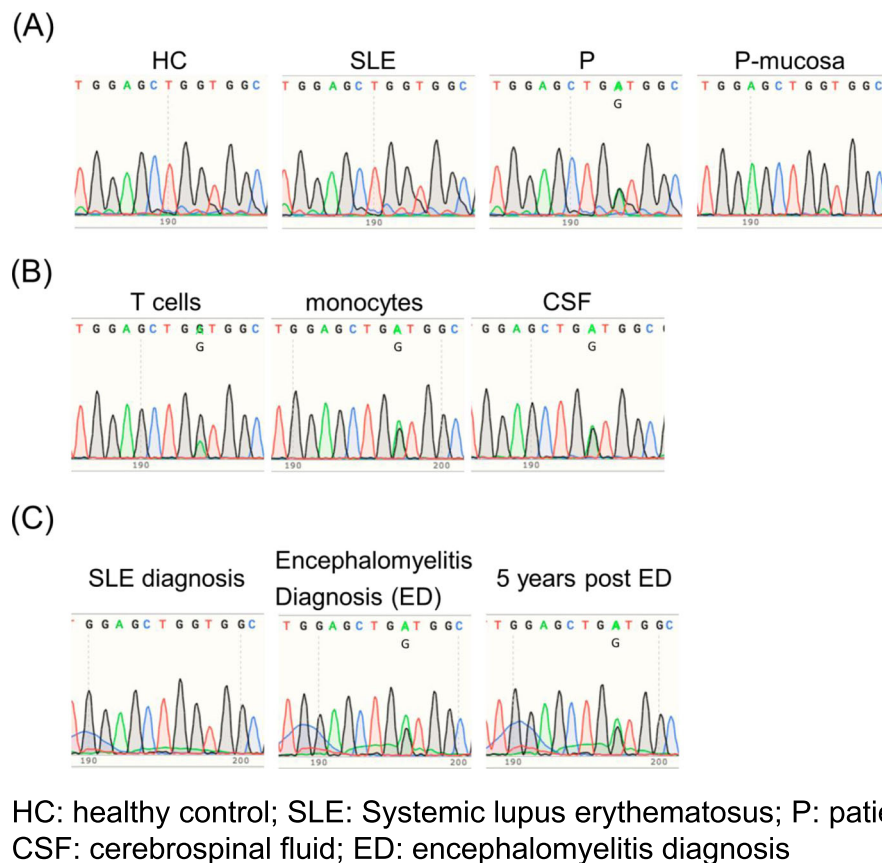 (A)
HC SLE P P-mucosa
T G G A G C T G G T G G C T G G A G C T G G T G G C T G G A G C T G A T G G C T G G A G C T G G T G G C
G
190 190 190 190
(B)
T cells monocytes CSF
T G G A G C T G G T G G C T G G A G C T G A T G G C G G A G C T G A T G G C
G G G
190 190 200 190
(C)
SLE diagnosis Encephalomyelitis Diagnosis (ED) 5 years post ED
G G A G C T G G T G G C T G G A G C T G A T G G C T G G A G C T G A T G G C
G G
190 200 190 200 190 200
HC: healthy control; SLE: Systemic lupus erythematosus; P: patie
CSF: cerebrospinal fluid; ED: encephalomyelitis diagnosis